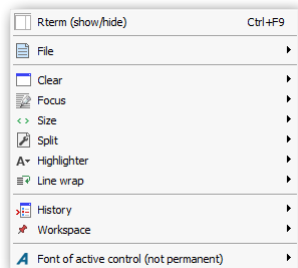 Rterm (show/hide) Ctrl+F9
File
Clear
Focus
Size
Split
Highlighter
Line wrap
History
Workspace
Font of active control (not permanent)